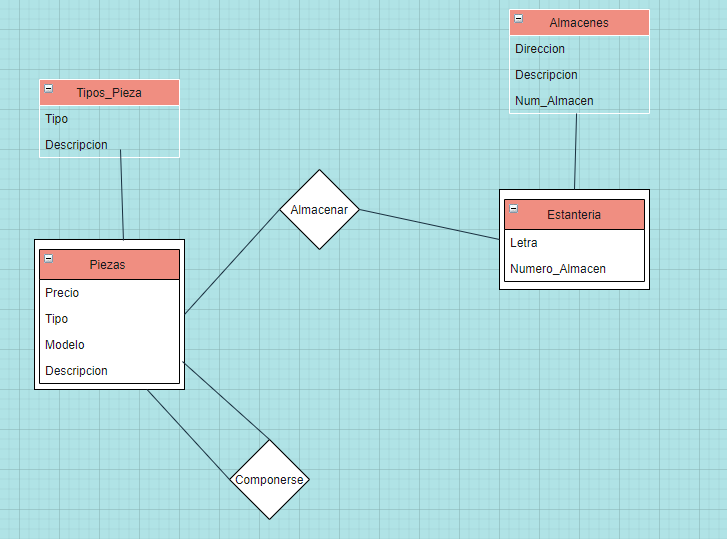 Almacenes
Direccion
Descripcion
Num_Almacen
Tipos_Pieza
Tipo
Descripcion
Almacenar
Estanteria
Letra
Numero_Almacen
Piezas
Precio
Tipo
Modelo
Descripcion
Componerse